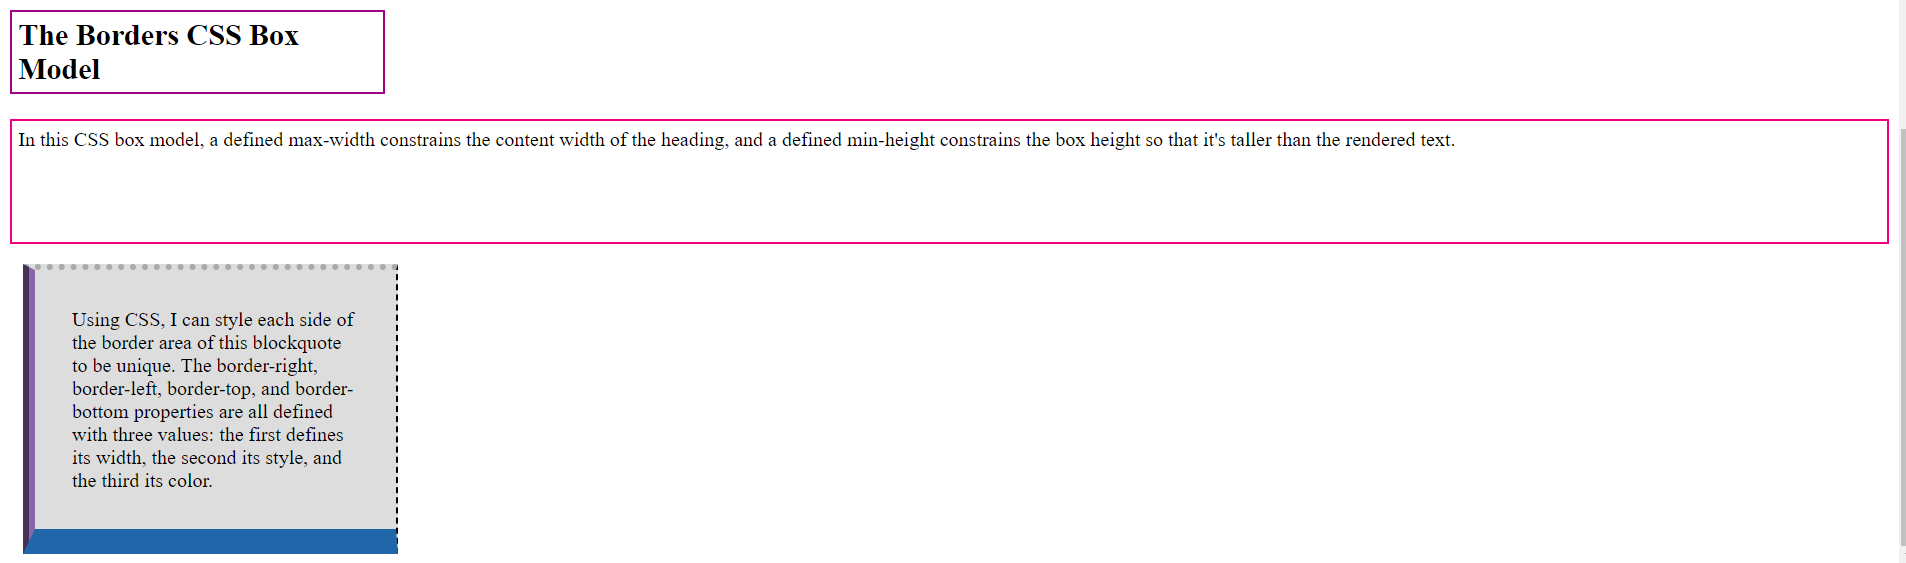 The Borders CSS Box
Model
In this CSS box model, a defined max-width constrains the content width of the heading, and a defined min-height constrains the box height so that it's taller than the rendered text.
Using CSS, I can style each side of
the border area of this blockquote
to be unique. The border-right,
border-left, border-top, and border-
bottom properties are all defined
with three values: the first defines
its width, the second its style, and
the third its color.